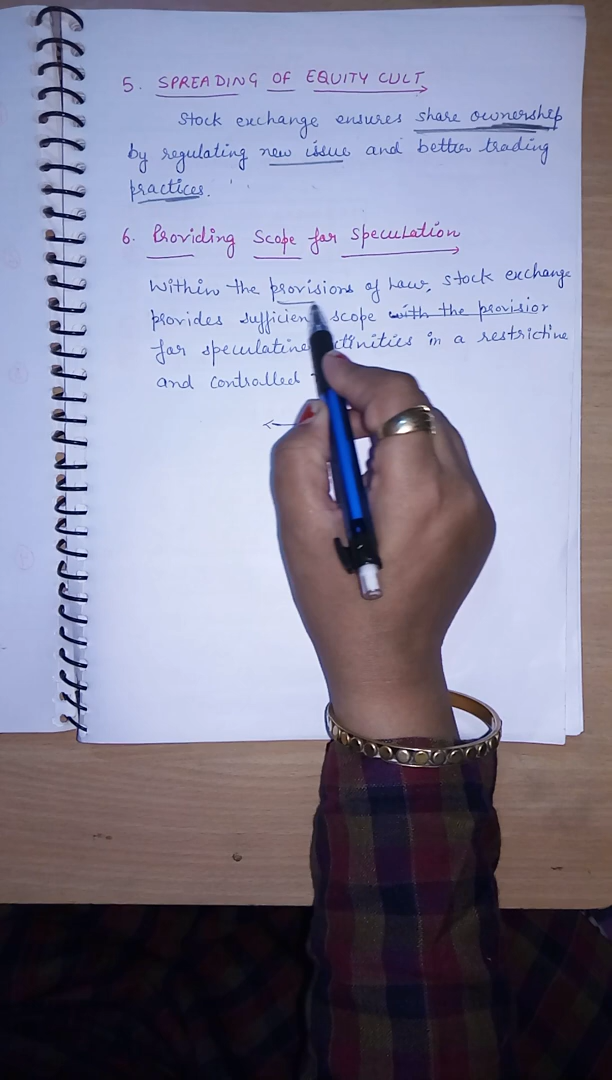 5. SPREADING OF EQUITY CULT
Stock exchange ensures share ownership
by regulating new issue and better trading
practices.
6. Providing Scope for Speculation
Within the provisions of Law, stock exchange
provides sufficien scope with the provision
for speculative tivities in a restrictive
and controlled